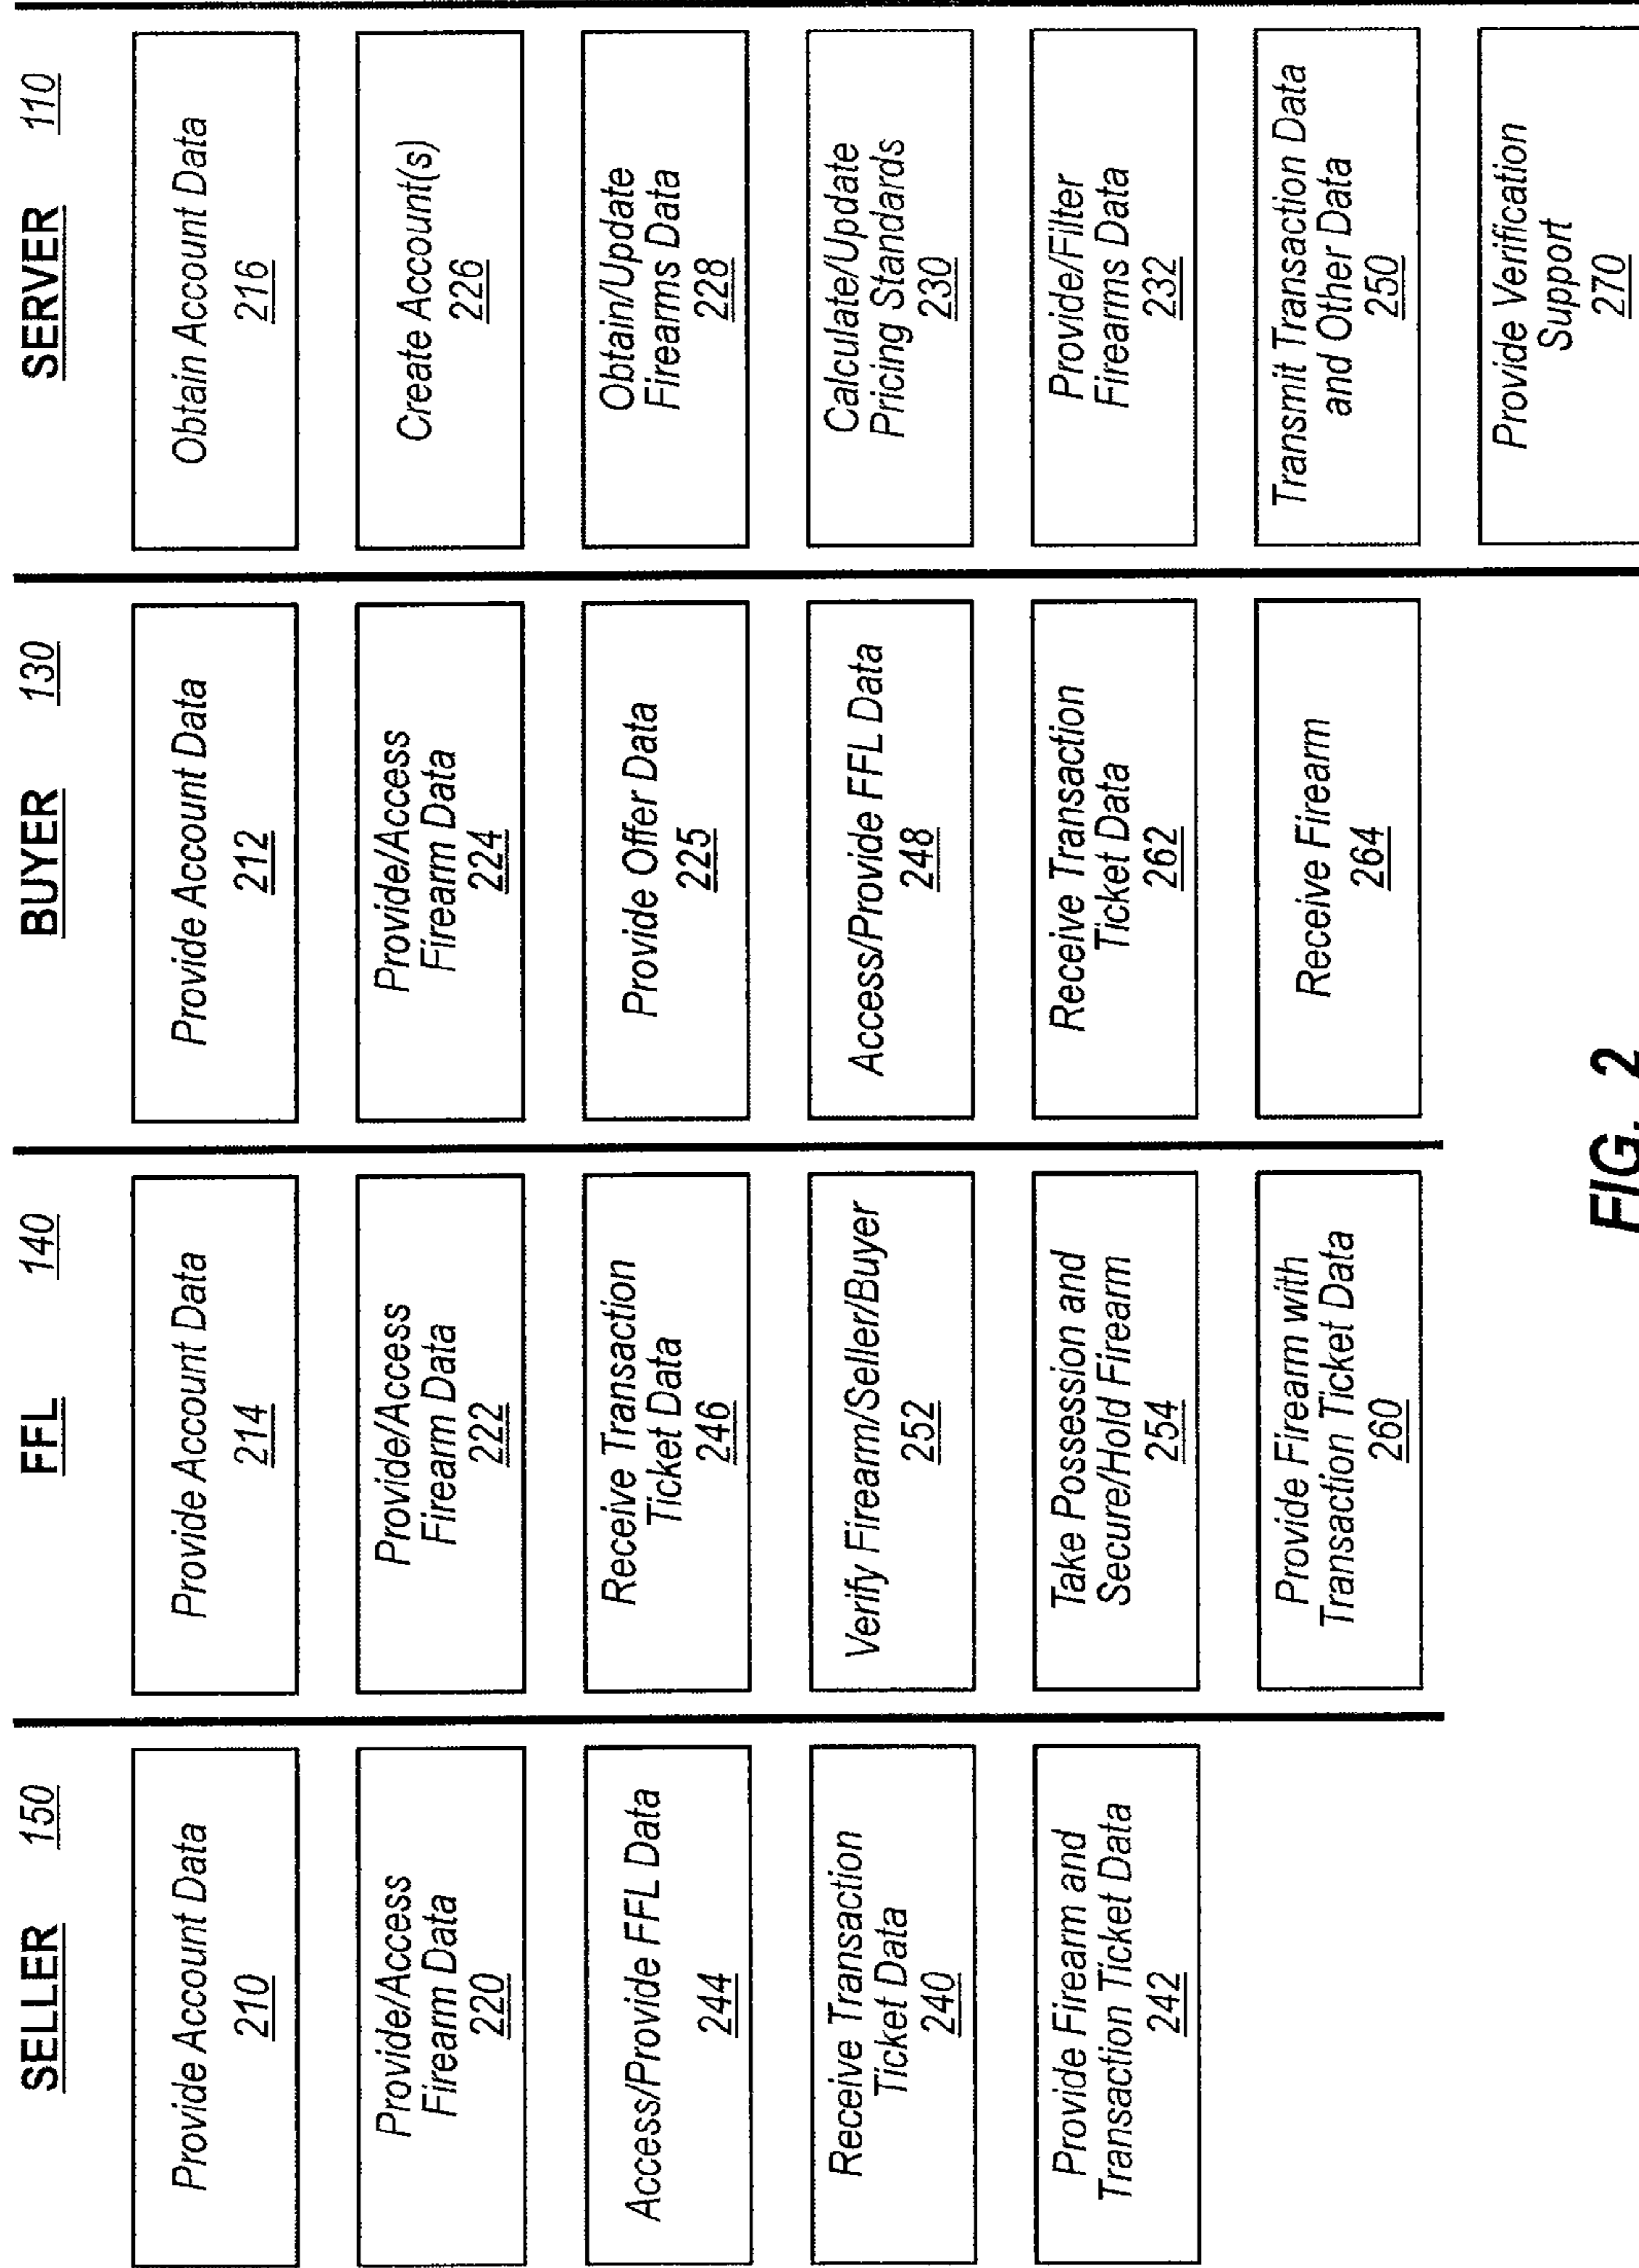 SELLER 150
Provide Account Data
210
Provide/Access
Firearm Data
220
Access/Provide FFL Data
244
Receive Transaction
Ticket Data
240
Provide Firearm and
Transaction Ticket Data
242
FFL 140
Provide Account Data
214
Provide/Access
Firearm Data
222
Receive Transaction
Ticket Data
246
Verify Firearm/Seller/Buyer
252
Take Possession and
Secure/Hold Firearm
254
Provide Firearm with
Transaction Ticket Data
260
BUYER 130
Provide Account Data
212
Provide/Access
Firearm Data
224
Provide Offer Data
225
Access/Provide FFL Data
248
Receive Transaction
Ticket Data
262
Receive Firearm
264
SERVER 110
Obtain Account Data
216
Create Account(s)
226
Obtain/Update
Firearms Data
228
Calculate/Update
Pricing Standards
230
Provide/Filter
Firearms Data
232
Transmit Transaction Data
and Other Data
250
Provide Verification
Support
270
FIG. 2